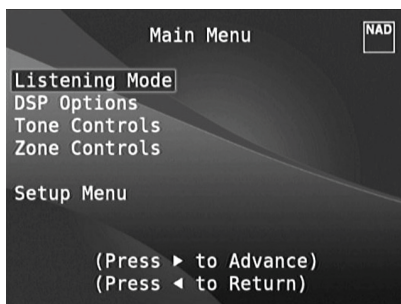 Main Menu
NAD
Listening Mode
DSP Options
Tone Controls
Zone Controls
Setup Menu
(Press ▶ to Advance)
(Press ◀ to Return)